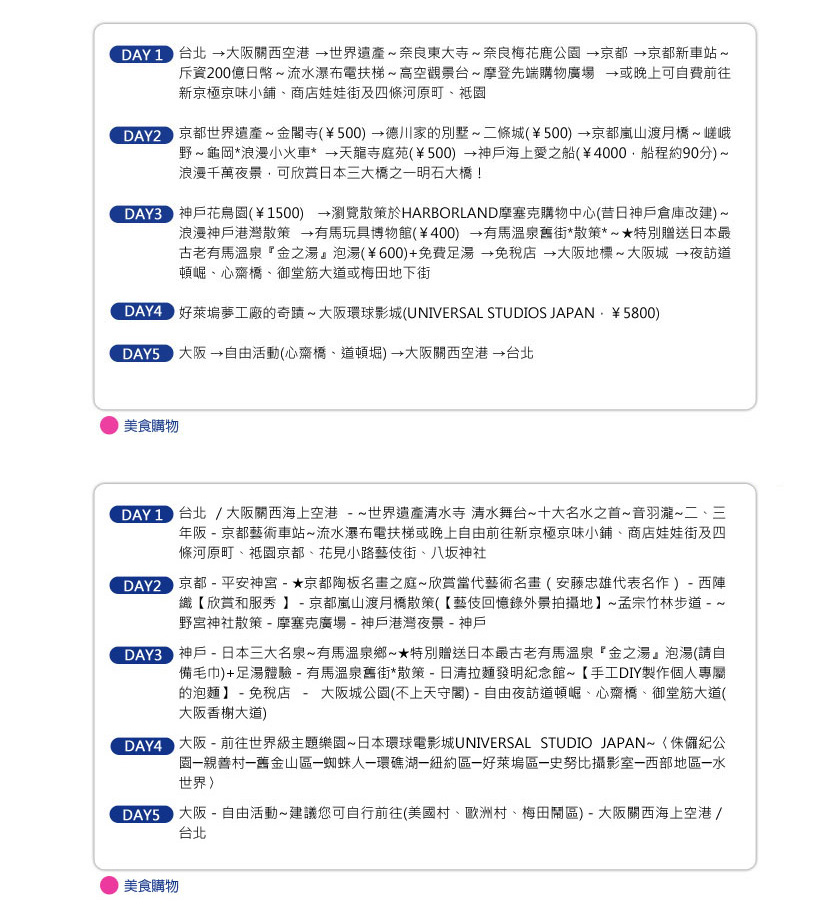 DAY 1 台北 →大阪關西空港 →世界遺產～奈良東大寺～奈良梅花鹿公園 →京都 →京都新車站～
斥資200億日幣～流水瀑布電扶梯～高空觀景台～摩登先端購物廣場 →或晚上可自費前往
新京極京味小舖、商店娃娃街及四條河原町、祗園
DAY2 京都世界遺產～金閣寺(¥500) →德川家的別墅～二條城(¥500) →京都嵐山渡月橋～嵯峨
野～龜岡*浪漫小火車* →天龍寺庭苑(¥500) →神戶海上愛之船(¥4000．船程約90分)～
浪漫千萬夜景．可欣賞日本三大橋之一明石大橋！
DAY3 神戶花鳥園(¥1500) →瀏覽散策於HARBORLAND摩塞克購物中心(昔日神戶倉庫改建)～
浪漫神戶港灣散策 →有馬玩具博物館(¥400) →有馬溫泉舊街*散策*～★特別贈送日本最
古老有馬溫泉『金之湯』泡湯(¥600)+免費足湯 →免稅店 →大阪地標～大阪城 →夜訪道
頓崛、心齋橋、御堂筋大道或梅田地下街
DAY4 好萊塢夢工廠的奇蹟～大阪環球影城(UNIVERSAL STUDIOS JAPAN．¥5800)
DAY5 大阪 →自由活動(心齋橋、道頓堀) →大阪關西空港 →台北
美食購物
DAY 1 台北 / 大阪關西海上空港 - ~世界遺產清水寺 清水舞台~十大名水之首~音羽瀧~二、三
年阪 - 京都藝術車站~流水瀑布電扶梯或晚上自由前往新京極京味小舖、商店娃娃街及四
條河原町、祗園京都、花見小路藝伎街、八坂神社
DAY2 京都 - 平安神宮 - ★京都陶板名畫之庭~欣賞當代藝術名畫 ( 安藤忠雄代表名作 ) - 西陣
織【欣賞和服秀 】 - 京都嵐山渡月橋散策(【藝伎回憶錄外景拍攝地】~孟宗竹林步道 - ~
野宮神社散策 - 摩塞克廣場 - 神戶港灣夜景 - 神戶
DAY3 神戶 - 日本三大名泉~有馬溫泉鄉~★特別贈送日本最古老有馬溫泉『金之湯』泡湯(請自
備毛巾)+足湯體驗 - 有馬溫泉舊街*散策 - 日清拉麵發明紀念館~【手工DIY製作個人專屬
的泡麵】 - 免稅店 - 大阪城公園(不上天守閣) - 自由夜訪道頓崛、心齋橋、御堂筋大道(
大阪香榭大道)
DAY4 大阪 - 前往世界級主題樂園~日本環球電影城UNIVERSAL STUDIO JAPAN~〈侏儸紀公
園─親善村─舊金山區─蜘蛛人─環礁湖─紐約區─好萊塢區─史努比攝影室─西部地區─水
世界〉
DAY5 大阪 - 自由活動~建議您可自行前往(美國村、歐洲村、梅田鬧區) - 大阪關西海上空港 /
台北
美食購物